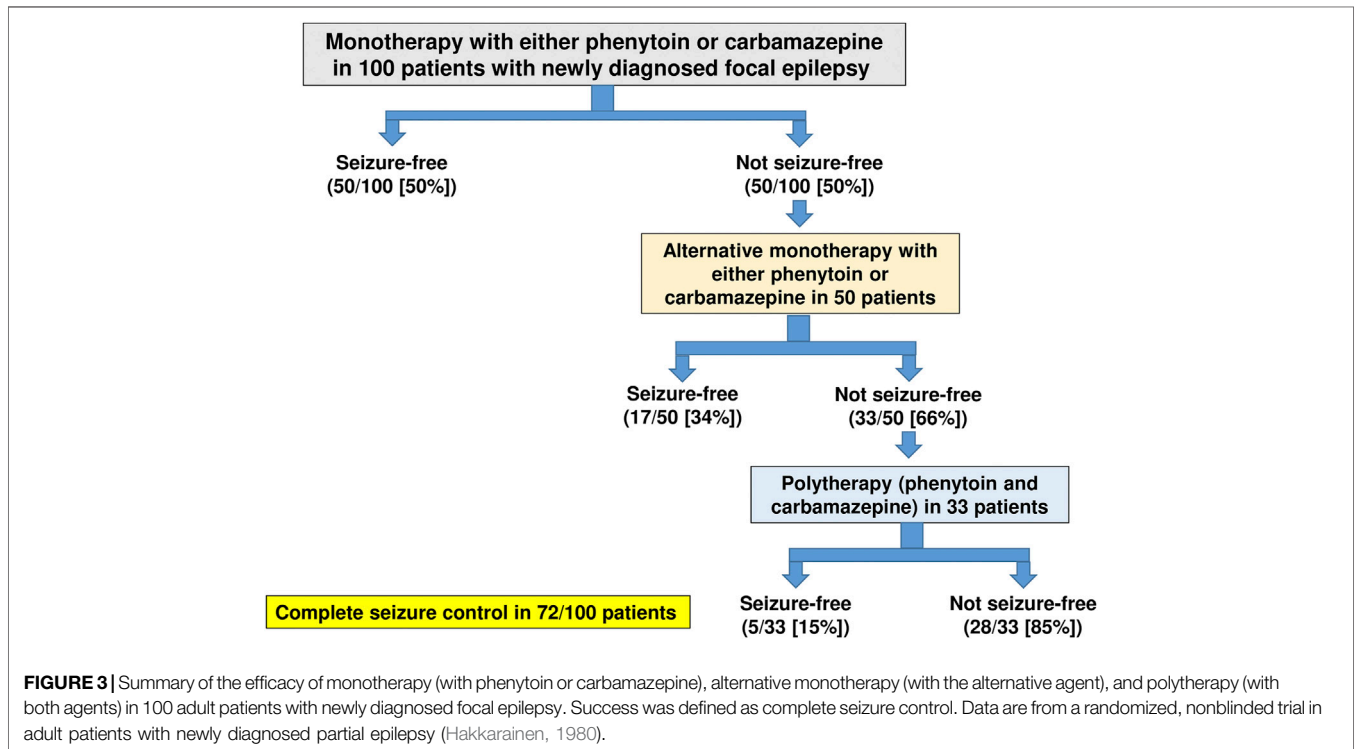 Monotherapy with either phenytoin or carbamazepine
in 100 patients with newly diagnosed focal epilepsy
Seizure-free
(50/100 [50%])
Not seizure-free
(50/100 [50%])
Alternative monotherapy with
either phenytoin or
carbamazepine in 50 patients
Seizure-free
(17/50 [34%])
Not seizure-free
(33/50 [66%])
Polytherapy (phenytoin and
carbamazepine) in 33 patients
Complete seizure control in 72/100 patients
Seizure-free
(5/33 [15%])
Not seizure-free
(28/33 [85%])
FIGURE 3 | Summary of the efficacy of monotherapy (with phenytoin or carbamazepine), alternative monotherapy (with the alternative agent), and polytherapy (with
both agents) in 100 adult patients with newly diagnosed focal epilepsy. Success was defined as complete seizure control. Data are from a randomized, nonblinded trial in
adult patients with newly diagnosed partial epilepsy (Hakkarainen, 1980).